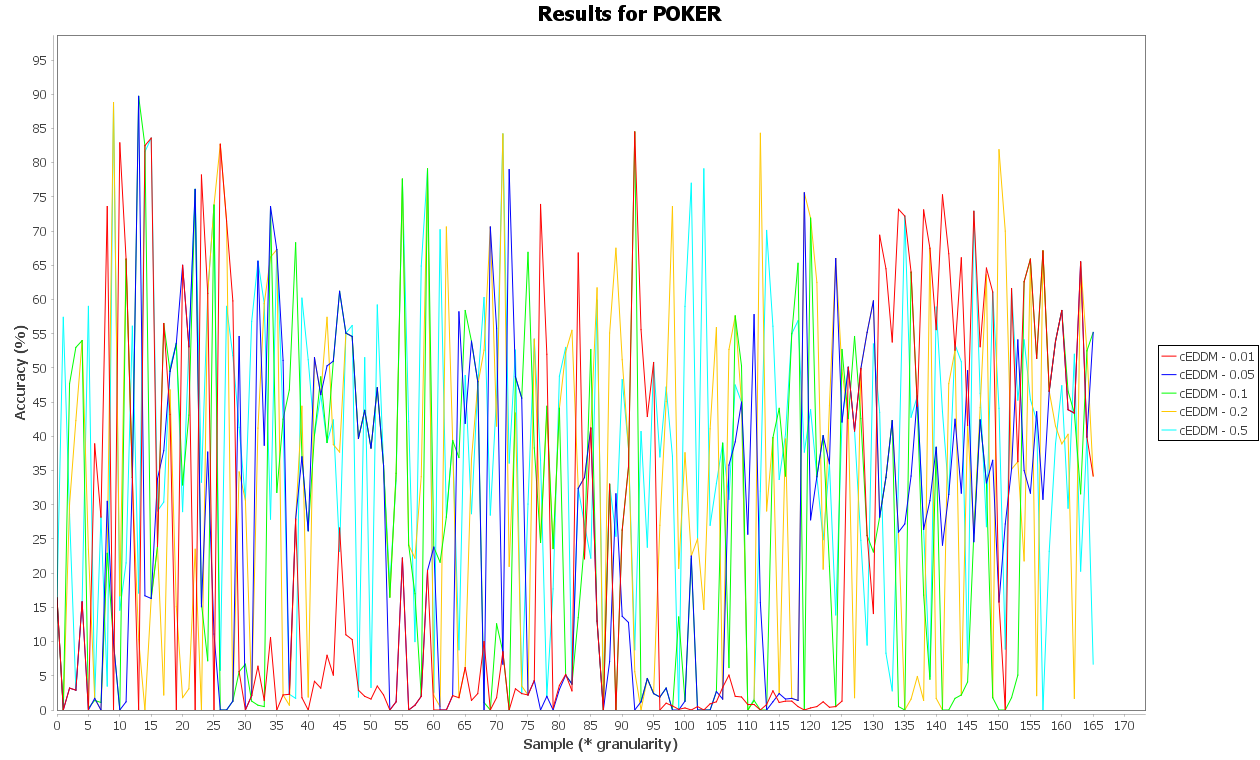 Results for POKER
Accuracy (%)
95
90
85
80
75
70
65
60
55
50
45
40
35
30
25
20
15
10
5
0
0 5 10 15 20 25 30 35 40 45 50 55 60 65 70 75 80 85 90 95 100 105 110 115 120 125 130 135 140 145 150 155 160 165 170
Sample (* granularity)
cEDDM - 0.01
cEDDM - 0.05
cEDDM - 0.1
cEDDM - 0.2
cEDDM - 0.5